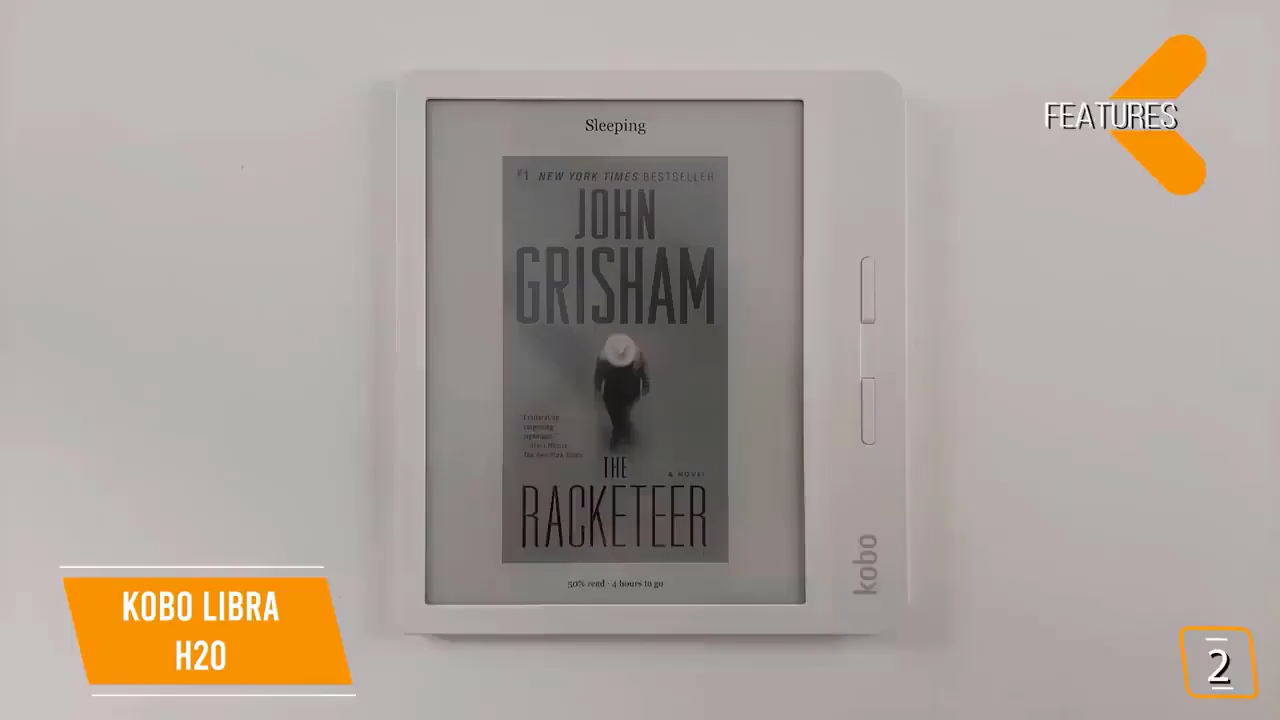 FEATURES
Sleeping
#1 NEW YORK TIMES BESTSELLER
JOHN
GRISHAM
THE
A NOVEL
RACKETEER
50% read · 4 hours to go
kobo
KOBO LIBRA
H20
2